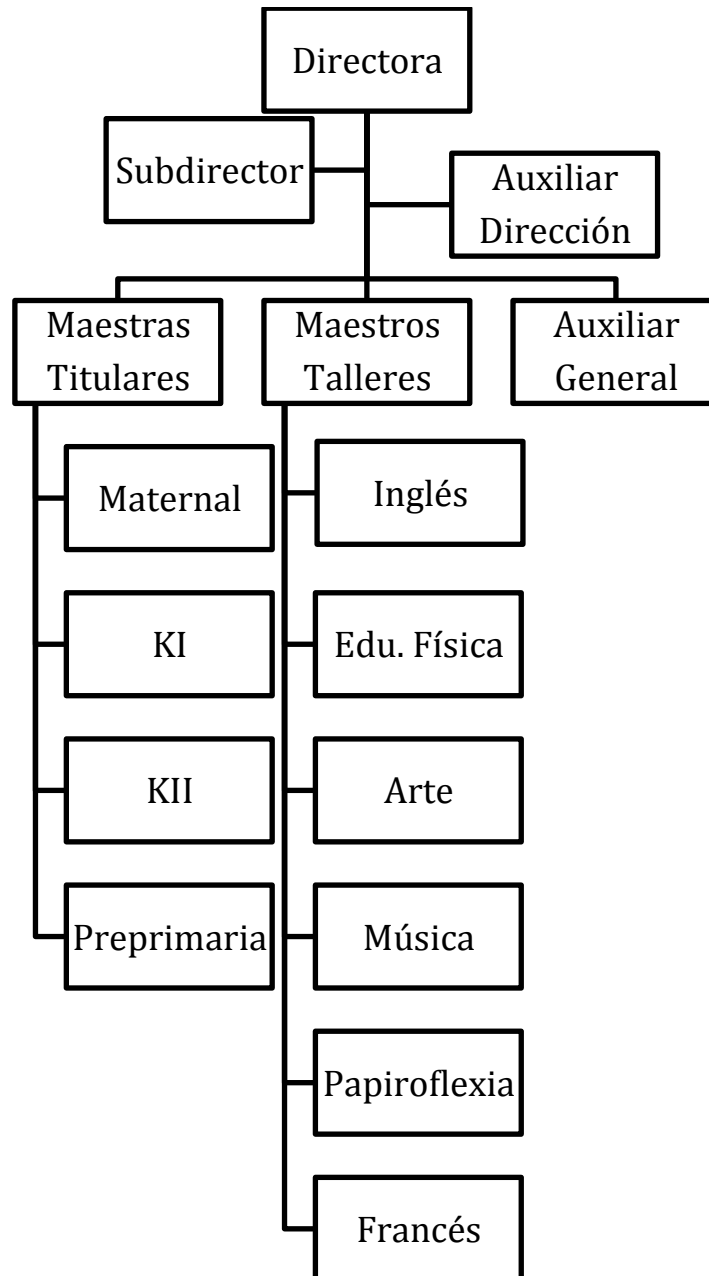 Directora
Subdirector
Auxiliar
Dirección
Maestras
Titulares
Maestros
Talleres
Auxiliar
General
Maternal
KI
KII
Preprimaria
Inglés
Edu. Física
Arte
Música
Papiroflexia
Francés